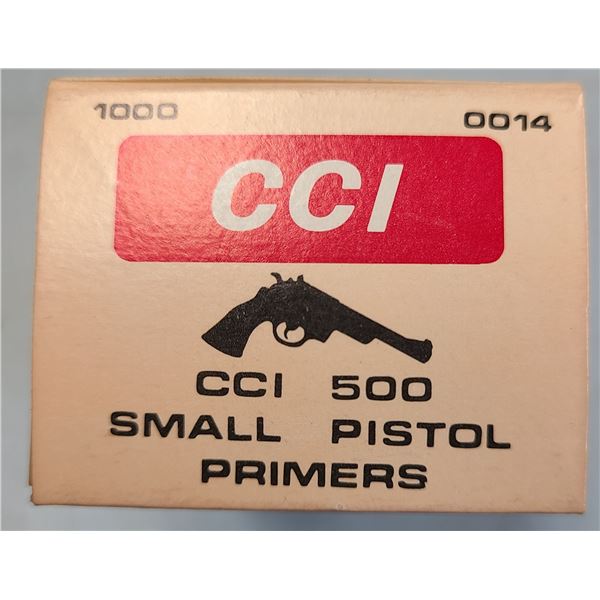 1000 0014
CCI
CCI 500
SMALL PISTOL
PRIMERS